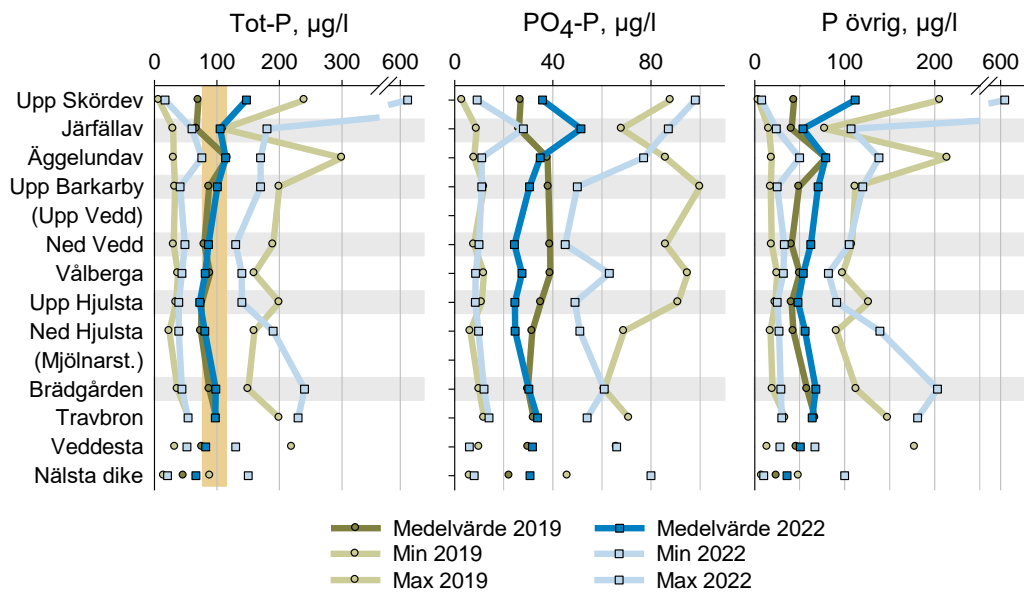 Tot-P, µg/l
PO4-P, µg/l
P övrig, µg/l
0 100 200 300 600
0 40 80
0 100 200 600
Upp Skördev
Järfällav
Äggelundav
Upp Barkarby
(Upp Vedd)
Ned Vedd
Vålberga
Upp Hjulsta
Ned Hjulsta
(Mjölnarst.)
Brädgården
Travbron
Veddesta
Nälsta dike
Medelvärde 2019
Min 2019
Max 2019
Medelvärde 2022
Min 2022
Max 2022